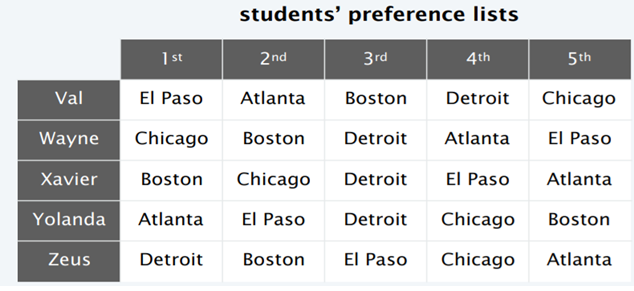 students' preference lists
1st 2nd 3rd 4th 5th
Val El Paso Atlanta Boston Detroit Chicago
Wayne Chicago Boston Detroit Atlanta El Paso
Xavier Boston Chicago Detroit El Paso Atlanta
Yolanda Atlanta El Paso Detroit Chicago Boston
Zeus Detroit Boston El Paso Chicago Atlanta